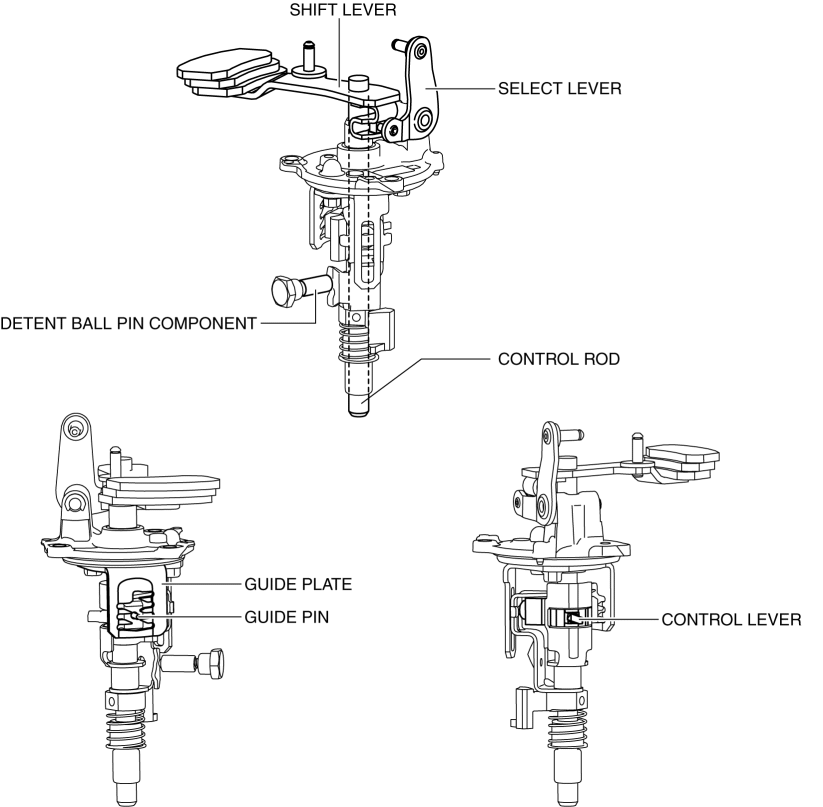 SHIFT LEVER
SELECT LEVER
DETENT BALL PIN COMPONENT
CONTROL ROD
GUIDE PLATE
GUIDE PIN
CONTROL LEVER